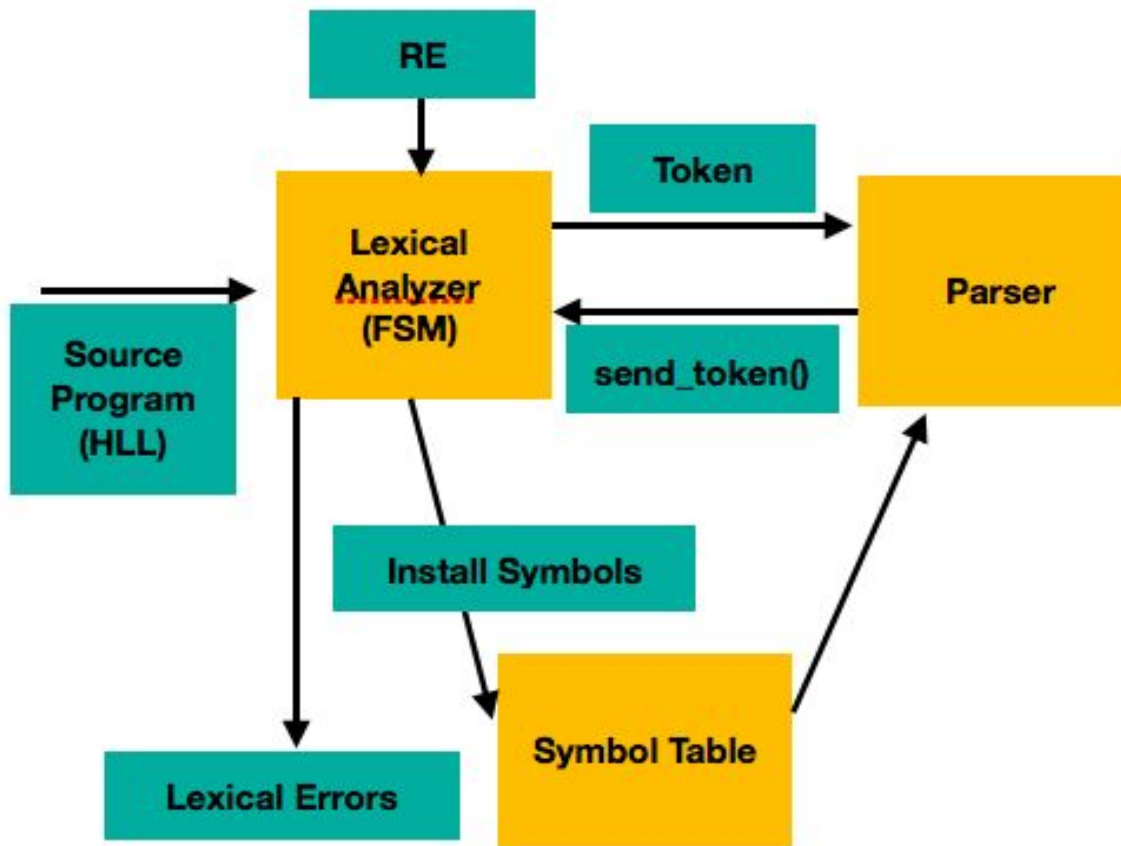 RE
Token
Lexical
Analyzer
(FSM)
Parser
Source
Program
(HLL)
send_token()
Install Symbols
Symbol Table
Lexical Errors